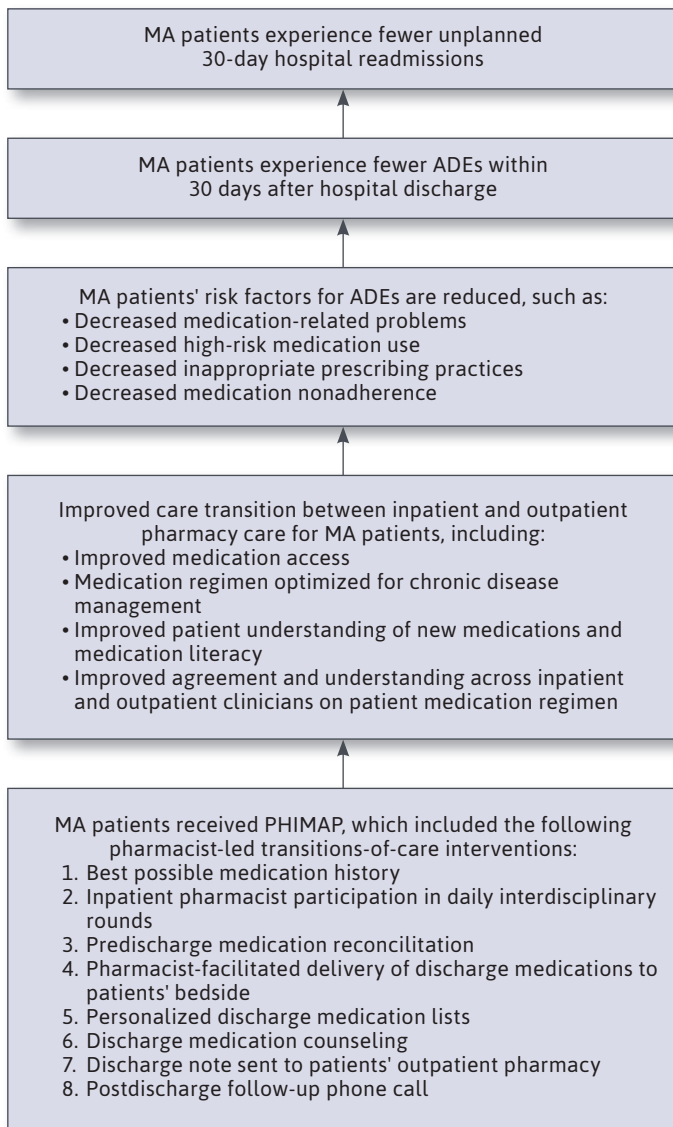 MA patients experience fewer unplanned
30-day hospital readmissions
MA patients experience fewer ADEs within
30 days after hospital discharge
MA patients' risk factors for ADEs are reduced, such as:
• Decreased medication-related problems
• Decreased high-risk medication use
• Decreased inappropriate prescribing practices
• Decreased medication nonadherence
Improved care transition between inpatient and outpatient
pharmacy care for MA patients, including:
• Improved medication access
• Medication regimen optimized for chronic disease
management
• Improved patient understanding of new medications and
medication literacy
• Improved agreement and understanding across inpatient
and outpatient clinicians on patient medication regimen
MA patients received PHIMAP, which included the following
pharmacist-led transitions-of-care interventions:
1. Best possible medication history
2. Inpatient pharmacist participation in daily interdisciplinary
rounds
3. Predischarge medication reconcilitation
4. Pharmacist-facilitated delivery of discharge medications to
patients' bedside
5. Personalized discharge medication lists
6. Discharge medication counseling
7. Discharge note sent to patients' outpatient pharmacy
8. Postdischarge follow-up phone call